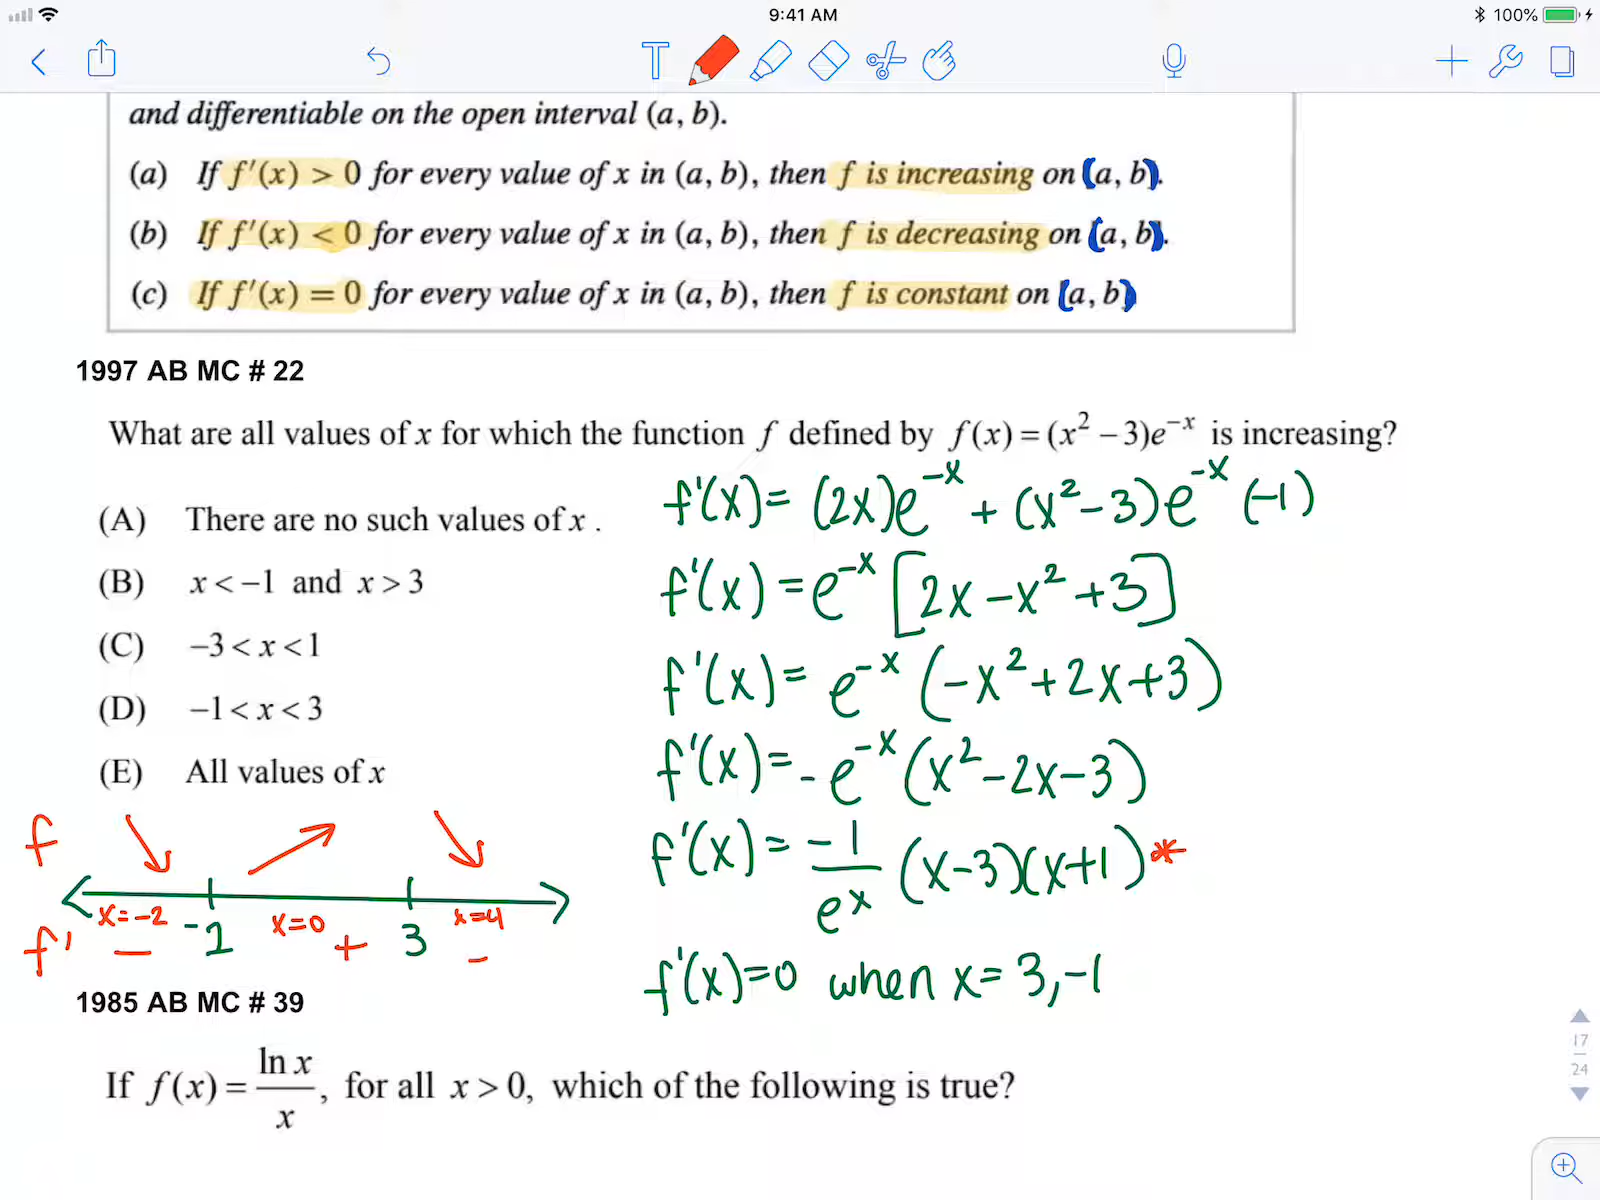 9:41 AM
100%
T
and differentiable on the open interval (a, b).
(a) If f′(x) > 0 for every value of x in (a, b), then f is increasing on (a, b).
(b) If f′(x) < 0 for every value of x in (a, b), then f is decreasing on (a, b).
(c) If f′(x) = 0 for every value of x in (a, b), then f is constant on (a, b)
1997 AB MC # 22
What are all values of x for which the function f defined by f(x) = (x² – 3)e⁻ˣ is increasing?
(A) There are no such values of x .
(B) x < –1 and x > 3
(C) –3 < x < 1
(D) –1 < x < 3
(E) All values of x
f'(x) = (2x)e^-x + (x²-3)e^-x (-1)
f'(x) = e^-x [2x - x² + 3]
f'(x) = e^-x (-x² + 2x + 3)
f'(x) = -e^-x (x² - 2x - 3)
f'(x) = -1/e^x (x-3)(x+1) *
f'(x) = 0 when x = 3, -1
f
x=-2 -1 x=0 3 x=4
f' − + −
1985 AB MC # 39
If f(x) = ln x / x, for all x > 0, which of the following is true?
17
24